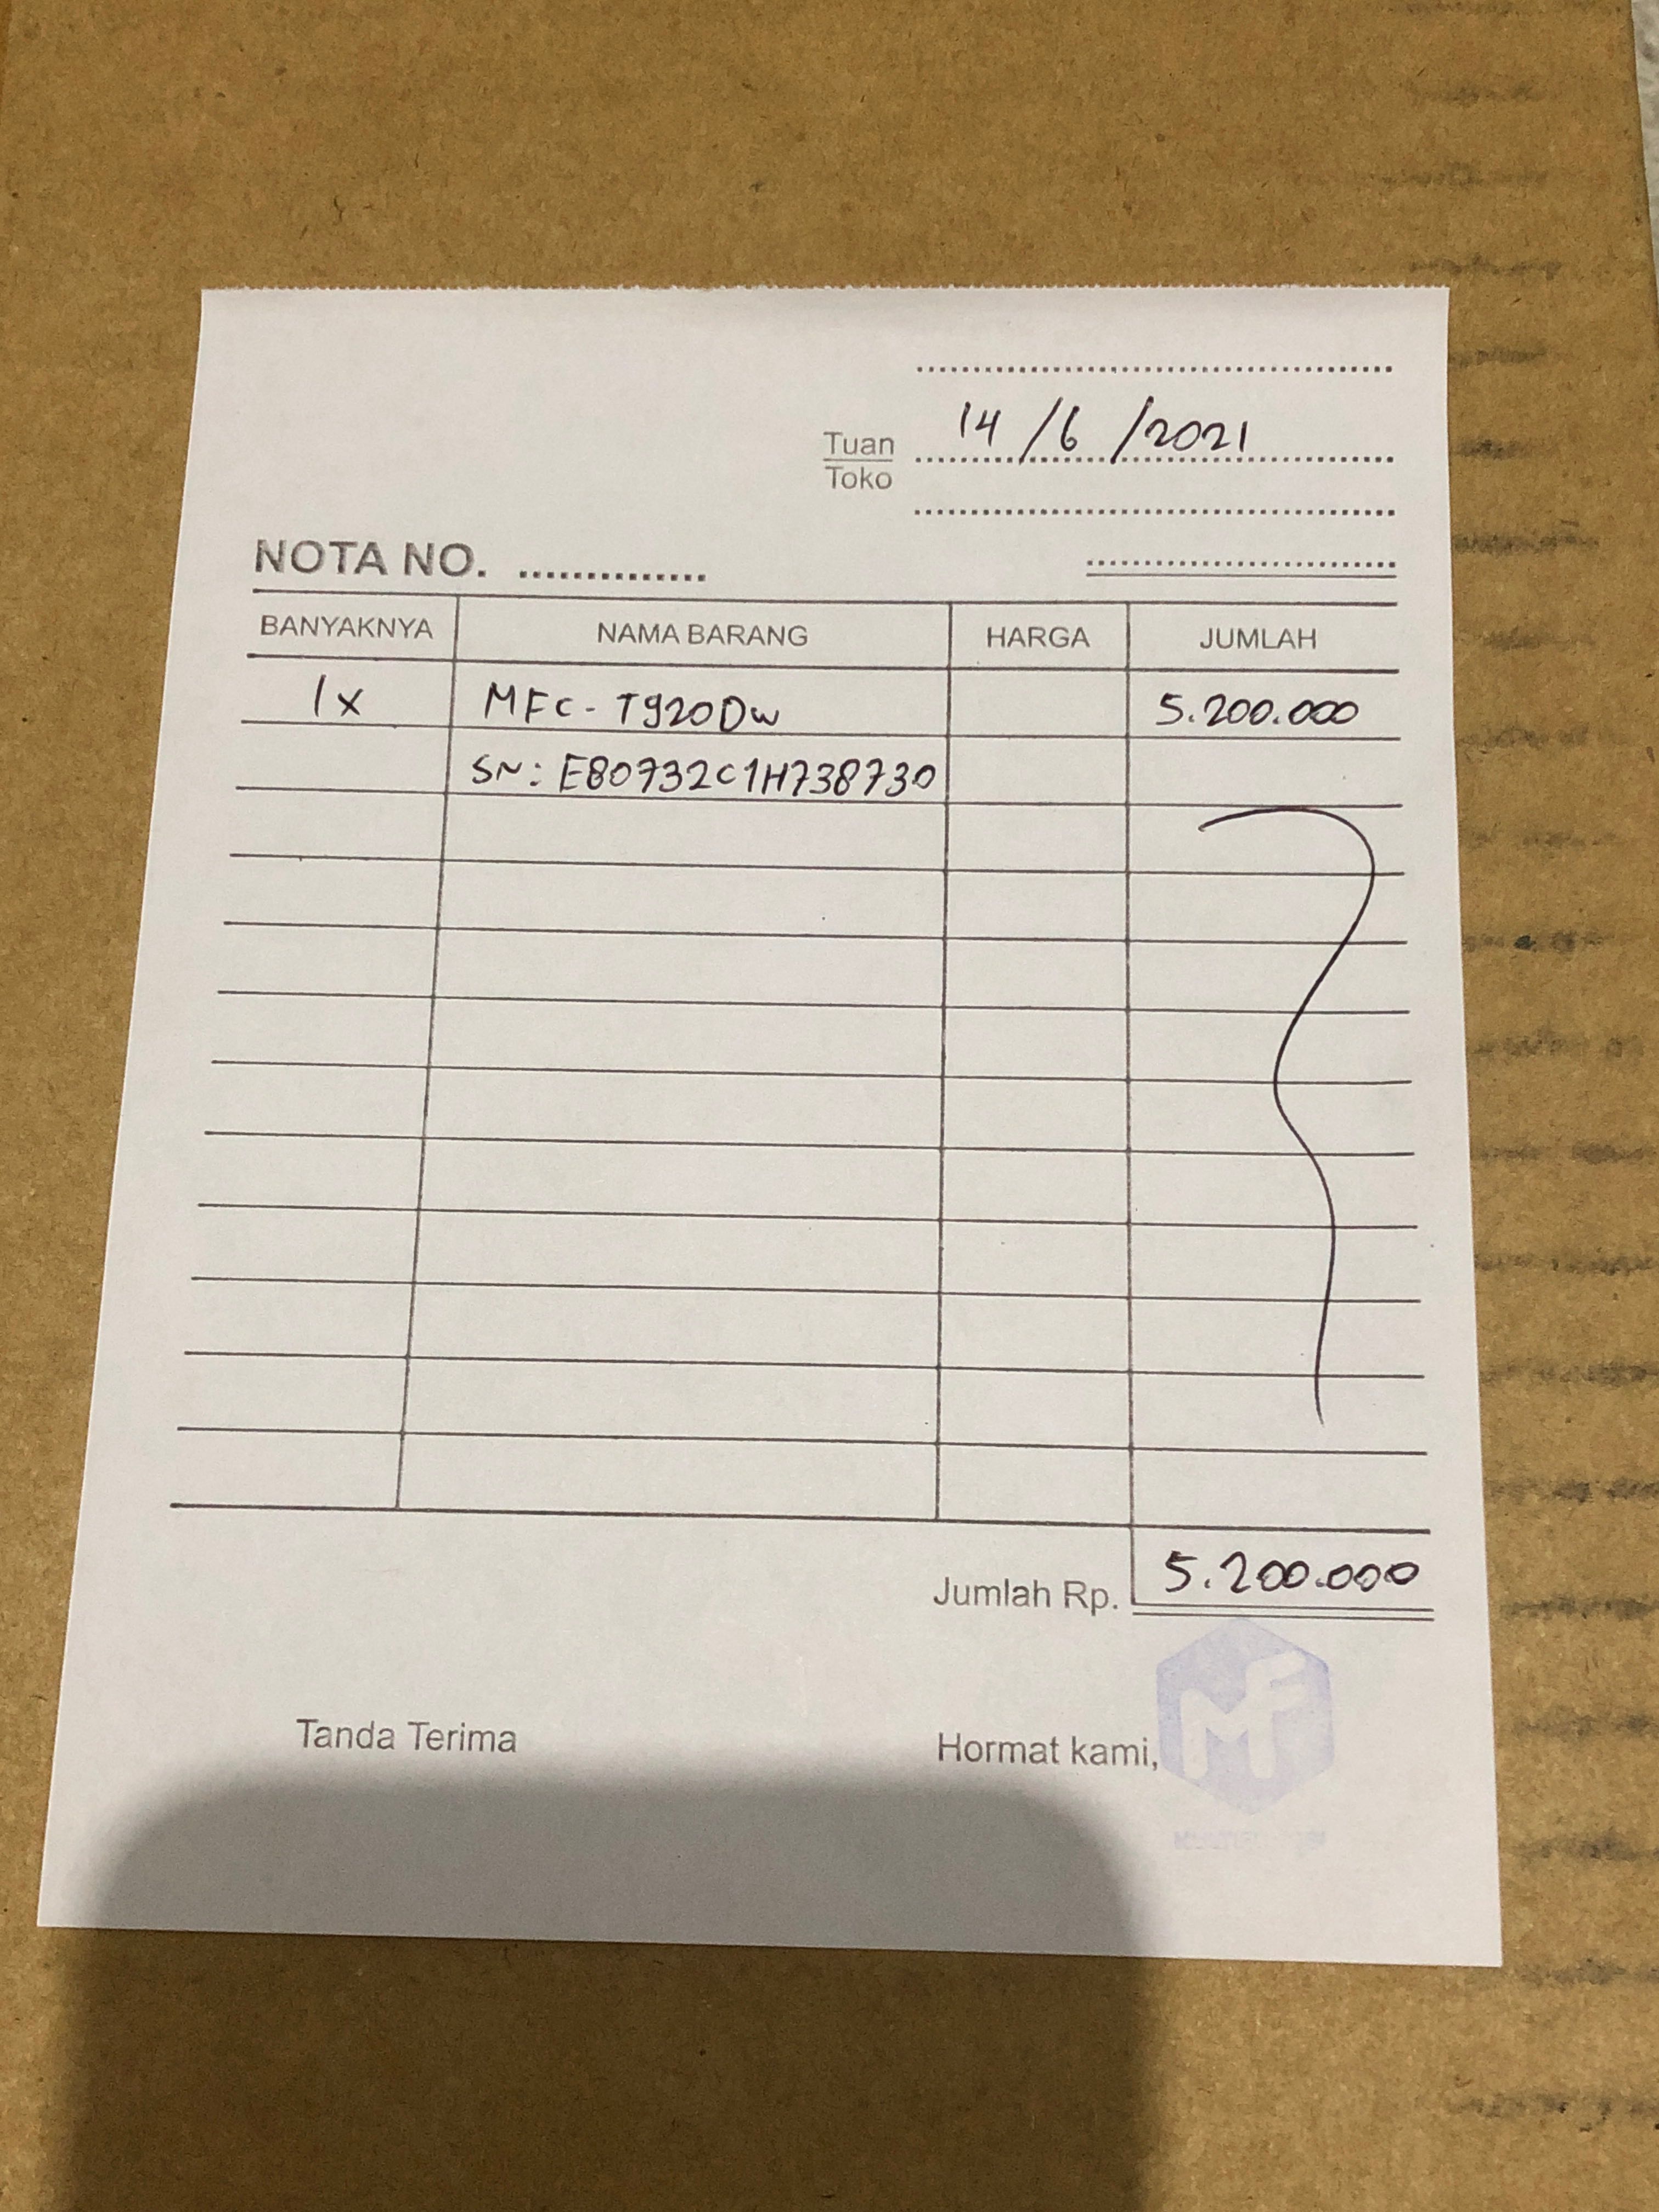 14/6/2021
Tuan
Toko
NOTA NO. ..............
BANYAKNYA NAMA BARANG HARGA JUMLAH
1x MFC-T920DW 5.200.000
SN: E80732C1H738730
Jumlah Rp. 5.200.000
Tanda Terima Hormat kami,
MF